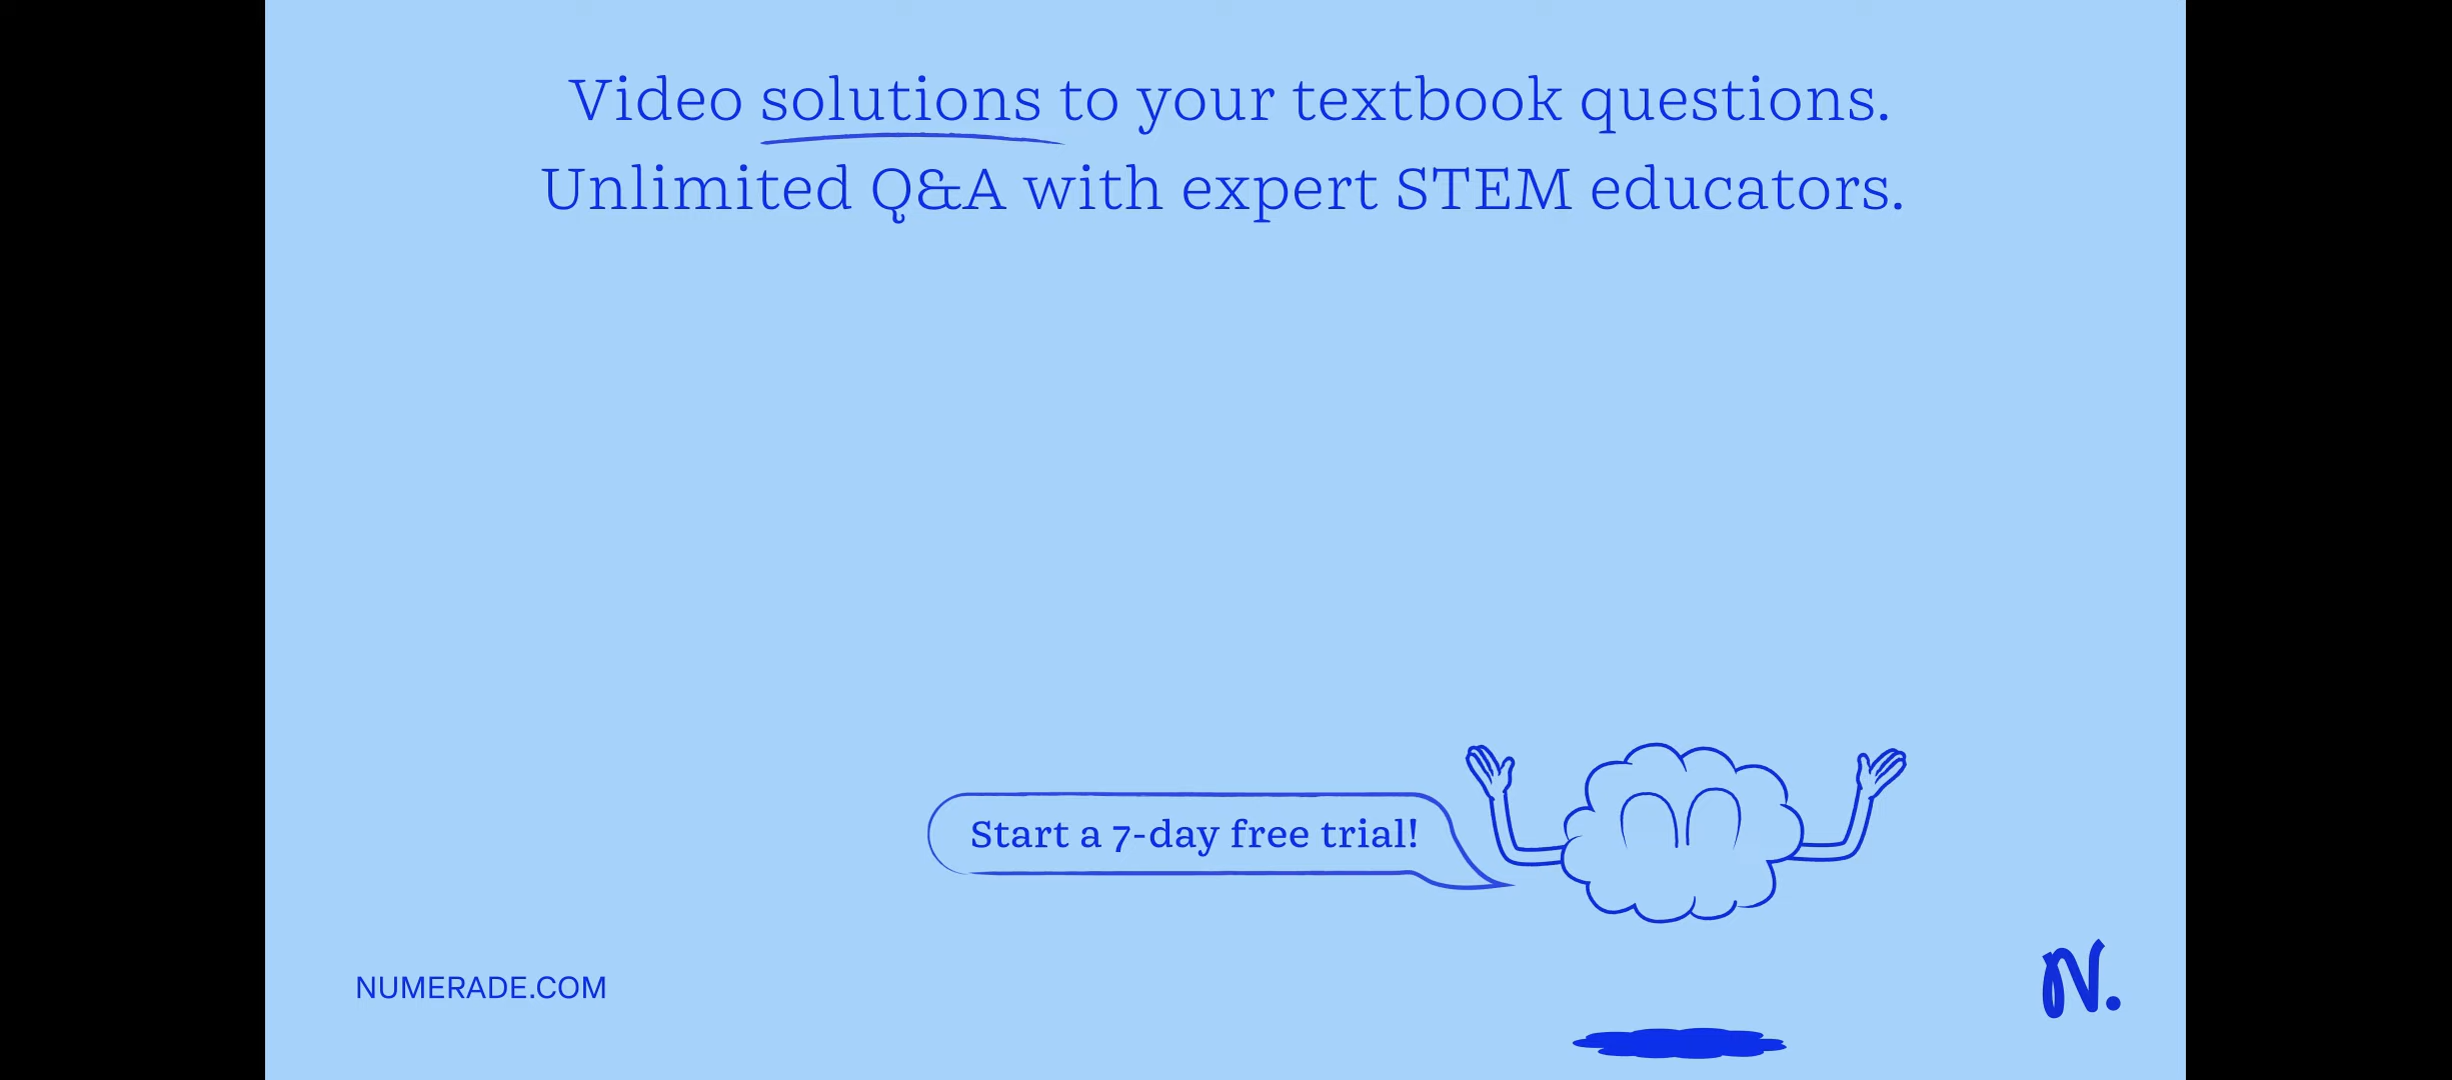 Video solutions to your textbook questions.
Unlimited Q&A with expert STEM educators.
Start a 7-day free trial!
NUMERADE.COM
N.